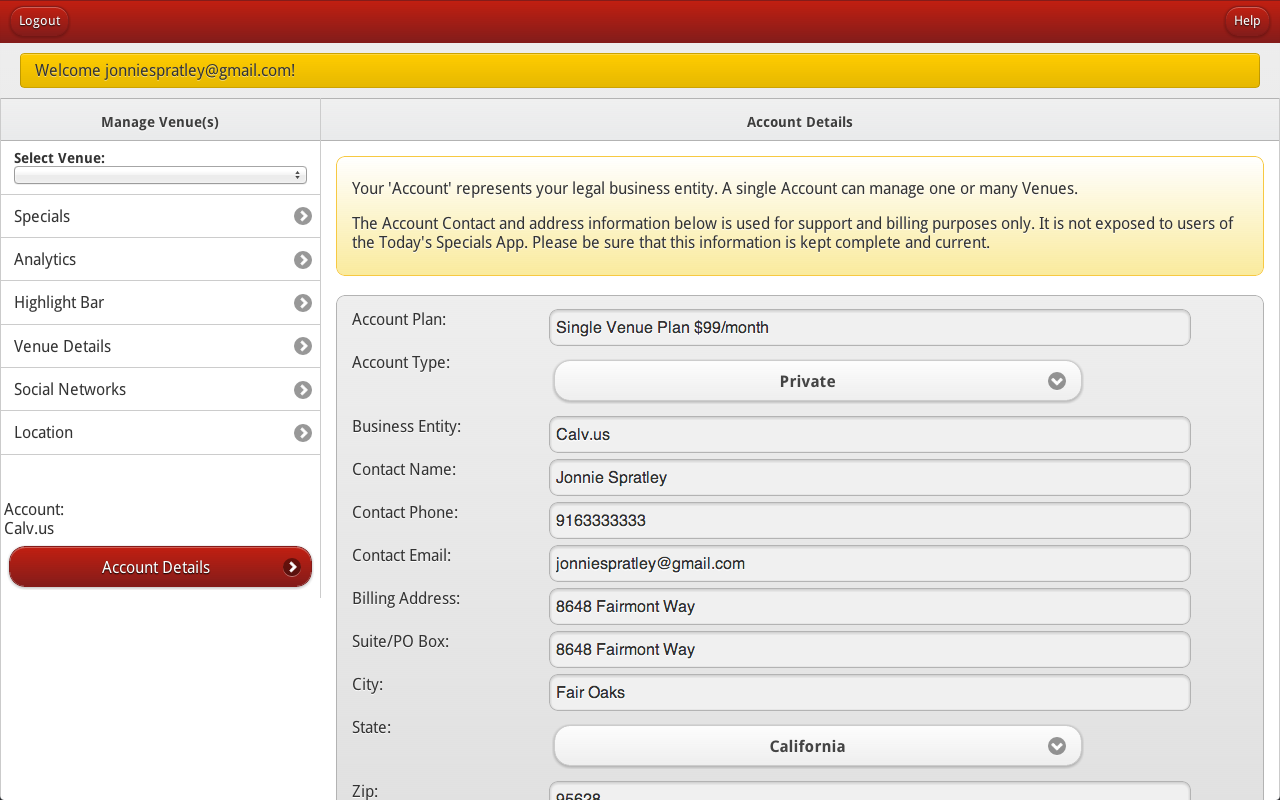 Logout
Help
Welcome jonniespratley@gmail.com!
Manage Venue(s)
Account Details
Select Venue:
Specials
Analytics
Highlight Bar
Venue Details
Social Networks
Location
Account:
Calv.us
Account Details
Your 'Account' represents your legal business entity. A single Account can manage one or many Venues.
The Account Contact and address information below is used for support and billing purposes only. It is not exposed to users of
the Today's Specials App. Please be sure that this information is kept complete and current.
Account Plan: Single Venue Plan $99/month
Account Type: Private
Business Entity: Calv.us
Contact Name: Jonnie Spratley
Contact Phone: 9163333333
Contact Email: jonniespratley@gmail.com
Billing Address: 8648 Fairmont Way
Suite/PO Box: 8648 Fairmont Way
City: Fair Oaks
State: California
Zip: 95628